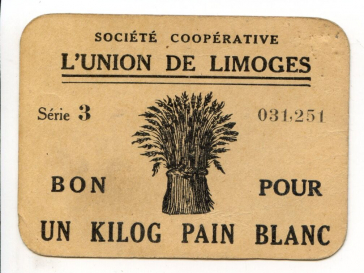 SOCIÉTÉ COOPÉRATIVE
L'UNION DE LIMOGES
Série 3 031,251
BON POUR
UN KILOG PAIN BLANC